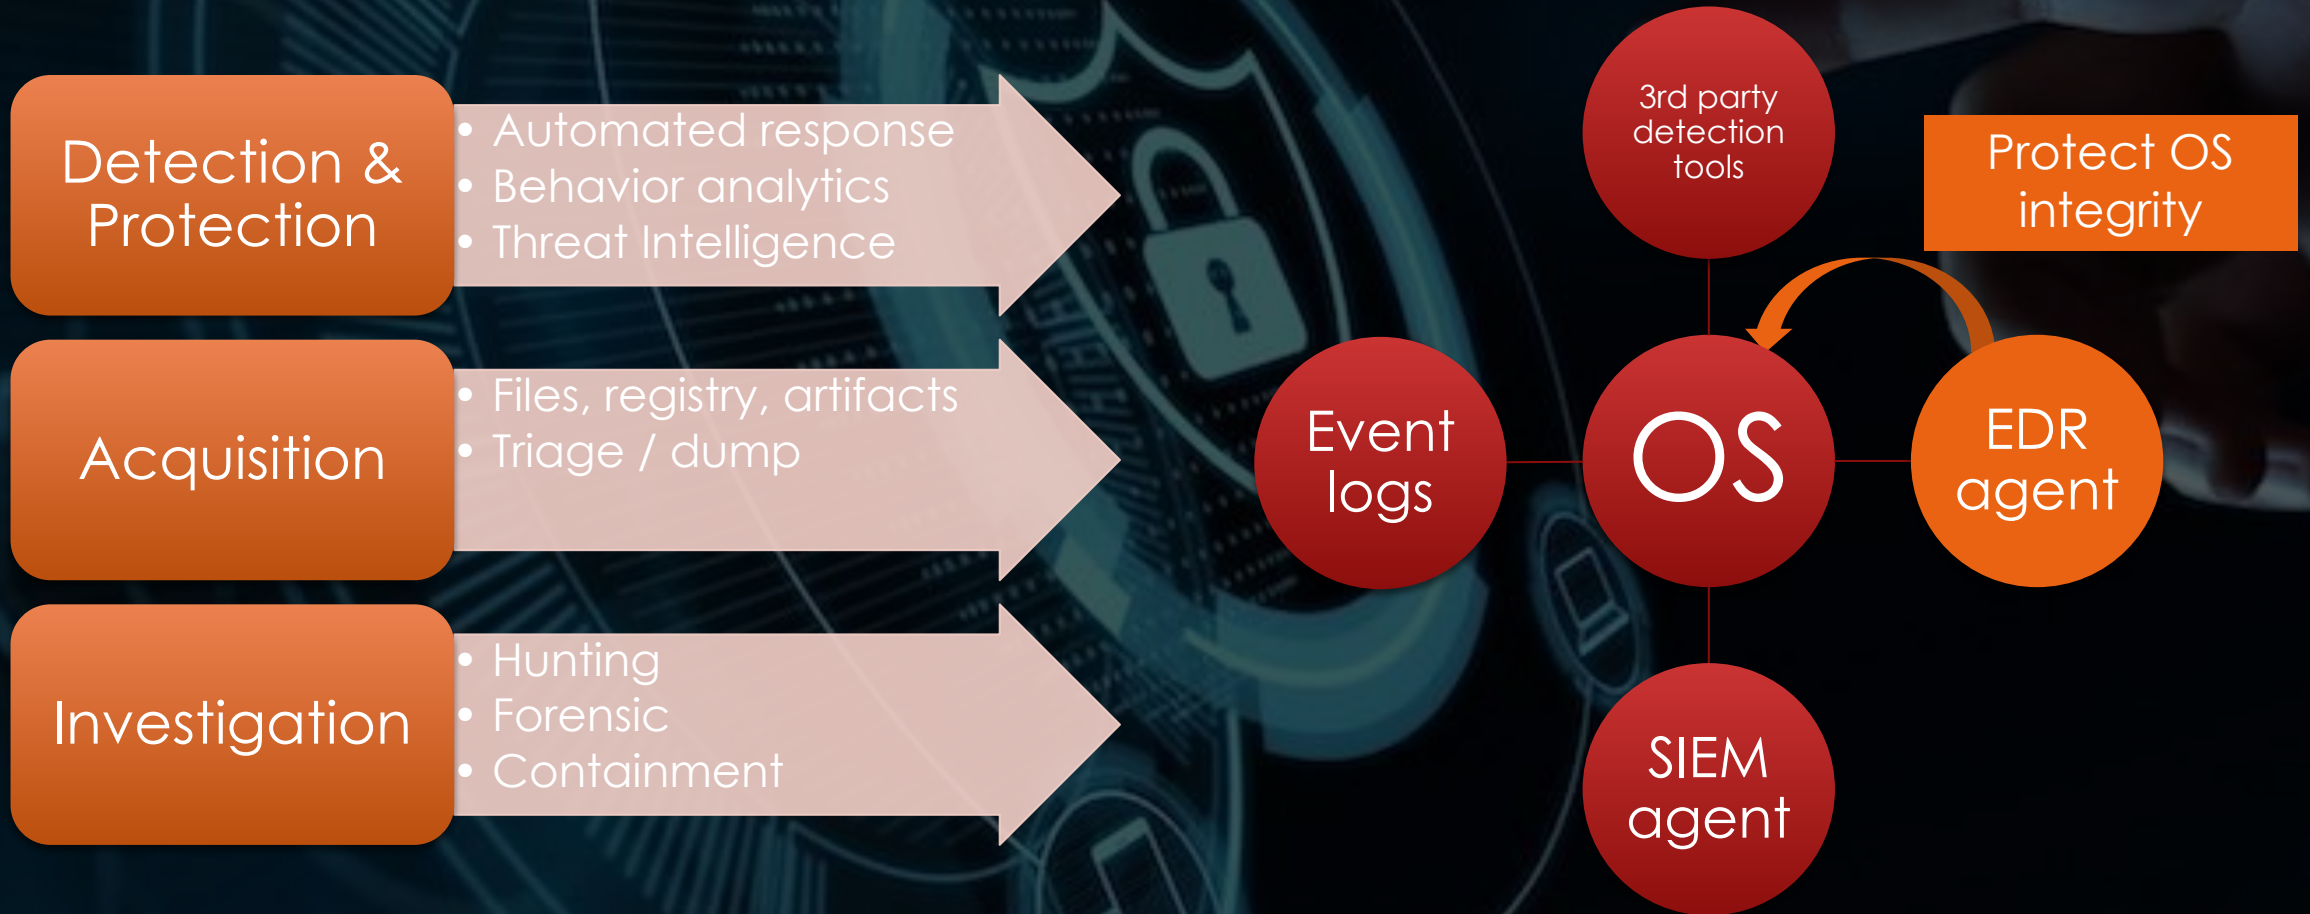 Detection &
Protection
• Automated response
• Behavior analytics
• Threat Intelligence
Acquisition
• Files, registry, artifacts
• Triage / dump
Investigation
• Hunting
• Forensic
• Containment
3rd party
detection
tools
Protect OS
integrity
Event
logs
OS
EDR
agent
SIEM
agent